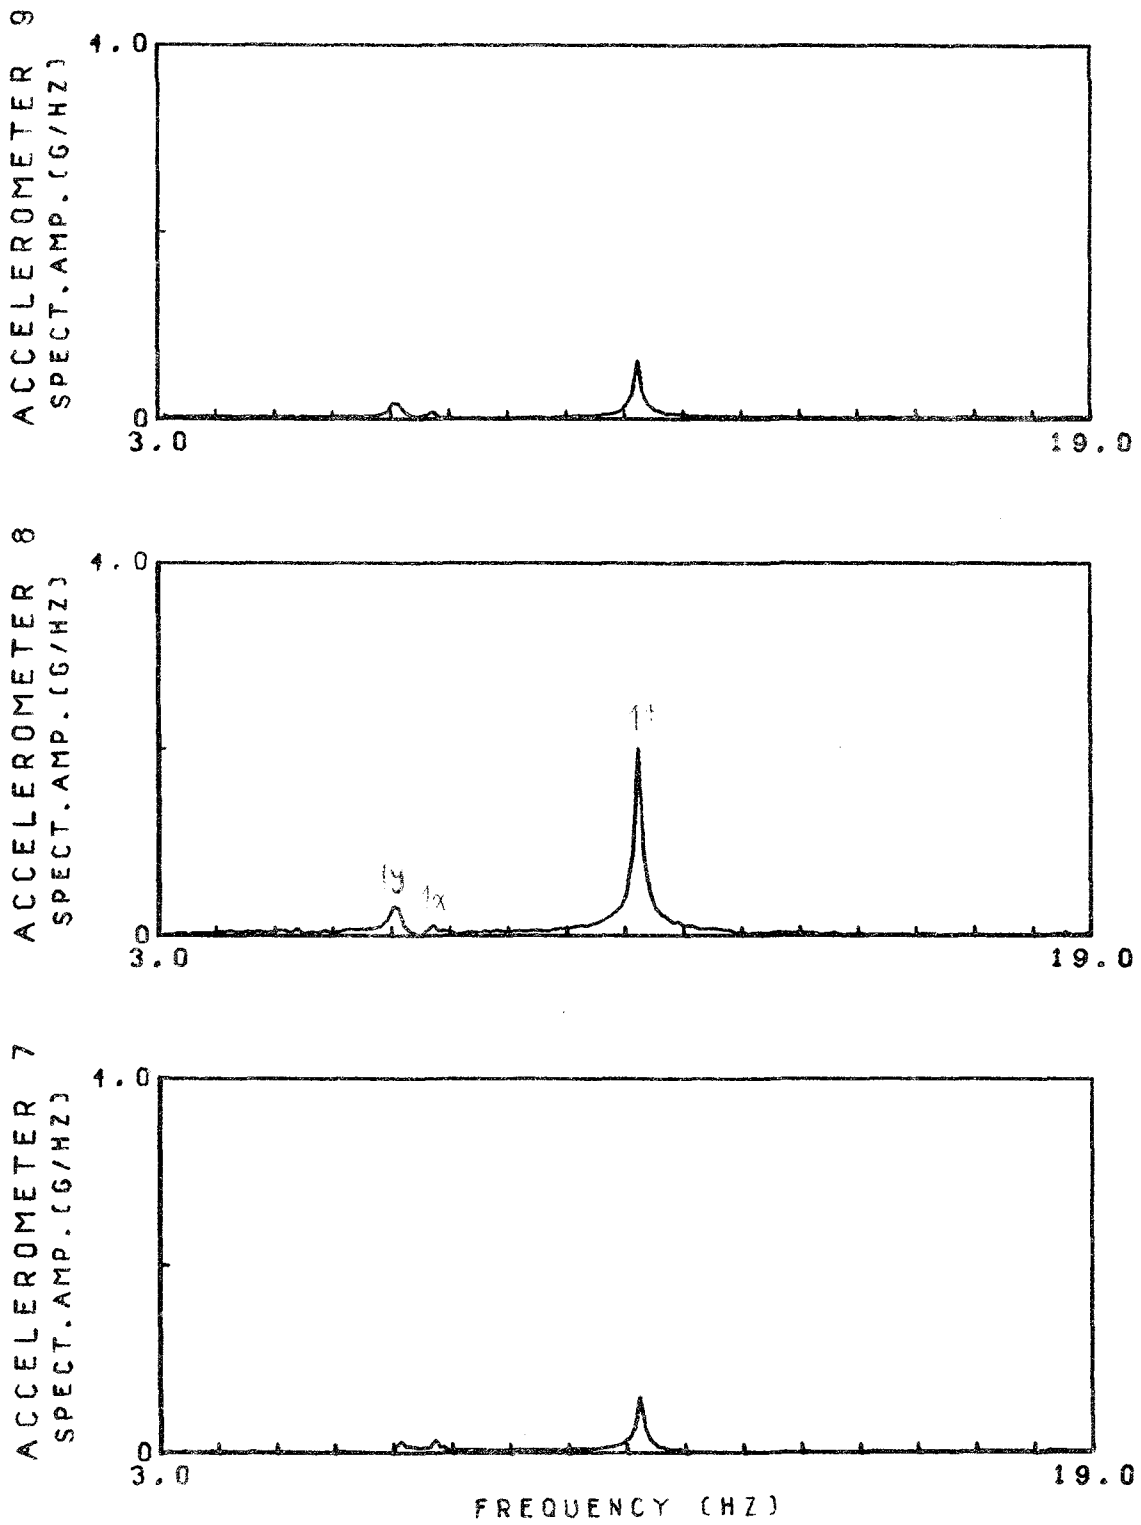 ACCELEROMETER 9
SPECT.AMP.(G/HZ)
4.0
0
3.0
19.0
ACCELEROMETER 8
SPECT.AMP.(G/HZ)
4.0
1t
1y
1x
0
3.0
19.0
ACCELEROMETER 7
SPECT.AMP.(G/HZ)
4.0
0
3.0
19.0
FREQUENCY (HZ)